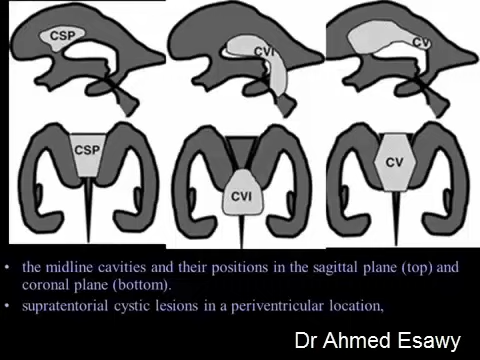 CSP
CVI
CV
CSP
CVI
CV
• the midline cavities and their positions in the sagittal plane (top) and
coronal plane (bottom).
• supratentorial cystic lesions in a periventricular location,
Dr Ahmed Esawy